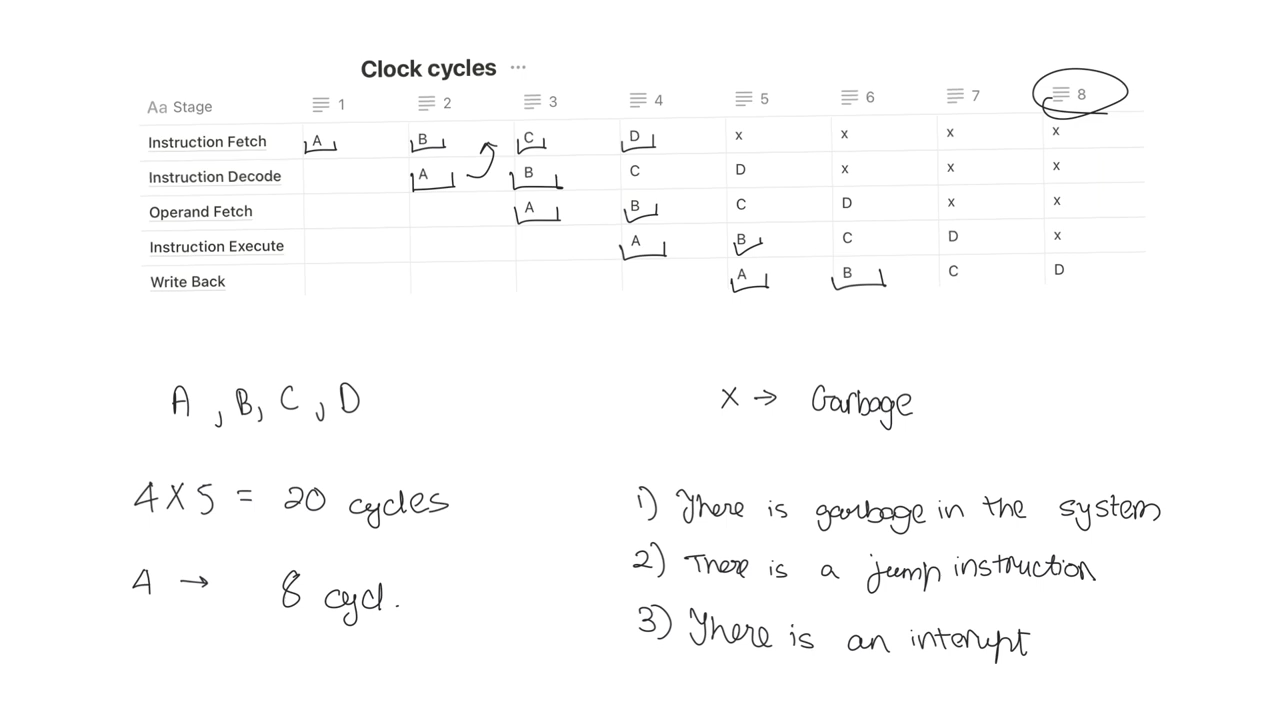 Clock cycles ...
Aa Stage 1 2 3 4 5 6 7 8
Instruction Fetch A B C D x x x x
Instruction Decode A B C D x x x
Operand Fetch A B C D x x
Instruction Execute A B C D x
Write Back A B C D
A , B, C , D
X → Garbage
4 X 5 = 20 cycles
4 → 8 cycl.
1) There is garbage in the system
2) There is a jump instruction
3) There is an interupt